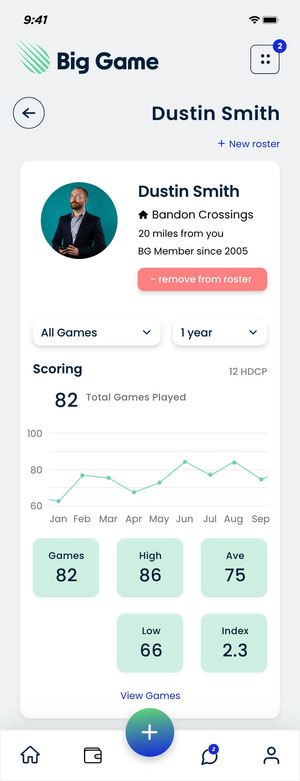 9:41
Big Game
2
Dustin Smith
+ New roster
Dustin Smith
Bandon Crossings
20 miles from you
BG Member since 2005
- remove from roster
All Games
1 year
Scoring
12 HDCP
82 Total Games Played
100
80
60
Jan Feb Mar Apr May Jun Jul Aug Sep
Games High Ave
82 86 75
Low Index
66 2.3
View Games
+
2